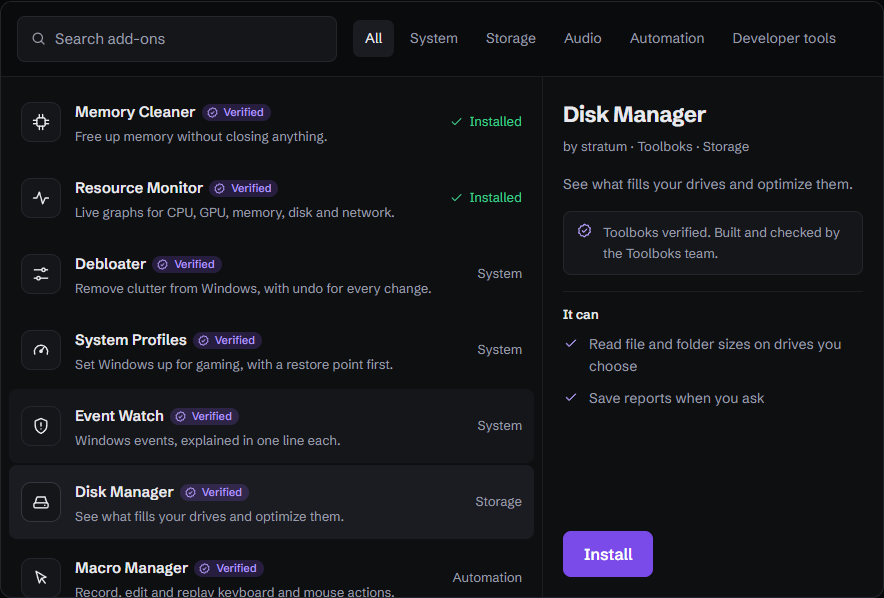 Search add-ons
All
System
Storage
Audio
Automation
Developer tools
Memory Cleaner
Verified
Free up memory without closing anything.
Installed
Resource Monitor
Verified
Live graphs for CPU, GPU, memory, disk and network.
Installed
Debloater
Verified
Remove clutter from Windows, with undo for every change.
System
System Profiles
Verified
Set Windows up for gaming, with a restore point first.
System
Event Watch
Verified
Windows events, explained in one line each.
System
Disk Manager
Verified
See what fills your drives and optimize them.
Storage
Macro Manager
Verified
Record, edit and replay keyboard and mouse actions.
Automation
Disk Manager
by stratum · Toolboks · Storage
See what fills your drives and optimize them.
Toolboks verified. Built and checked by
the Toolboks team.
It can
Read file and folder sizes on drives you
choose
Save reports when you ask
Install